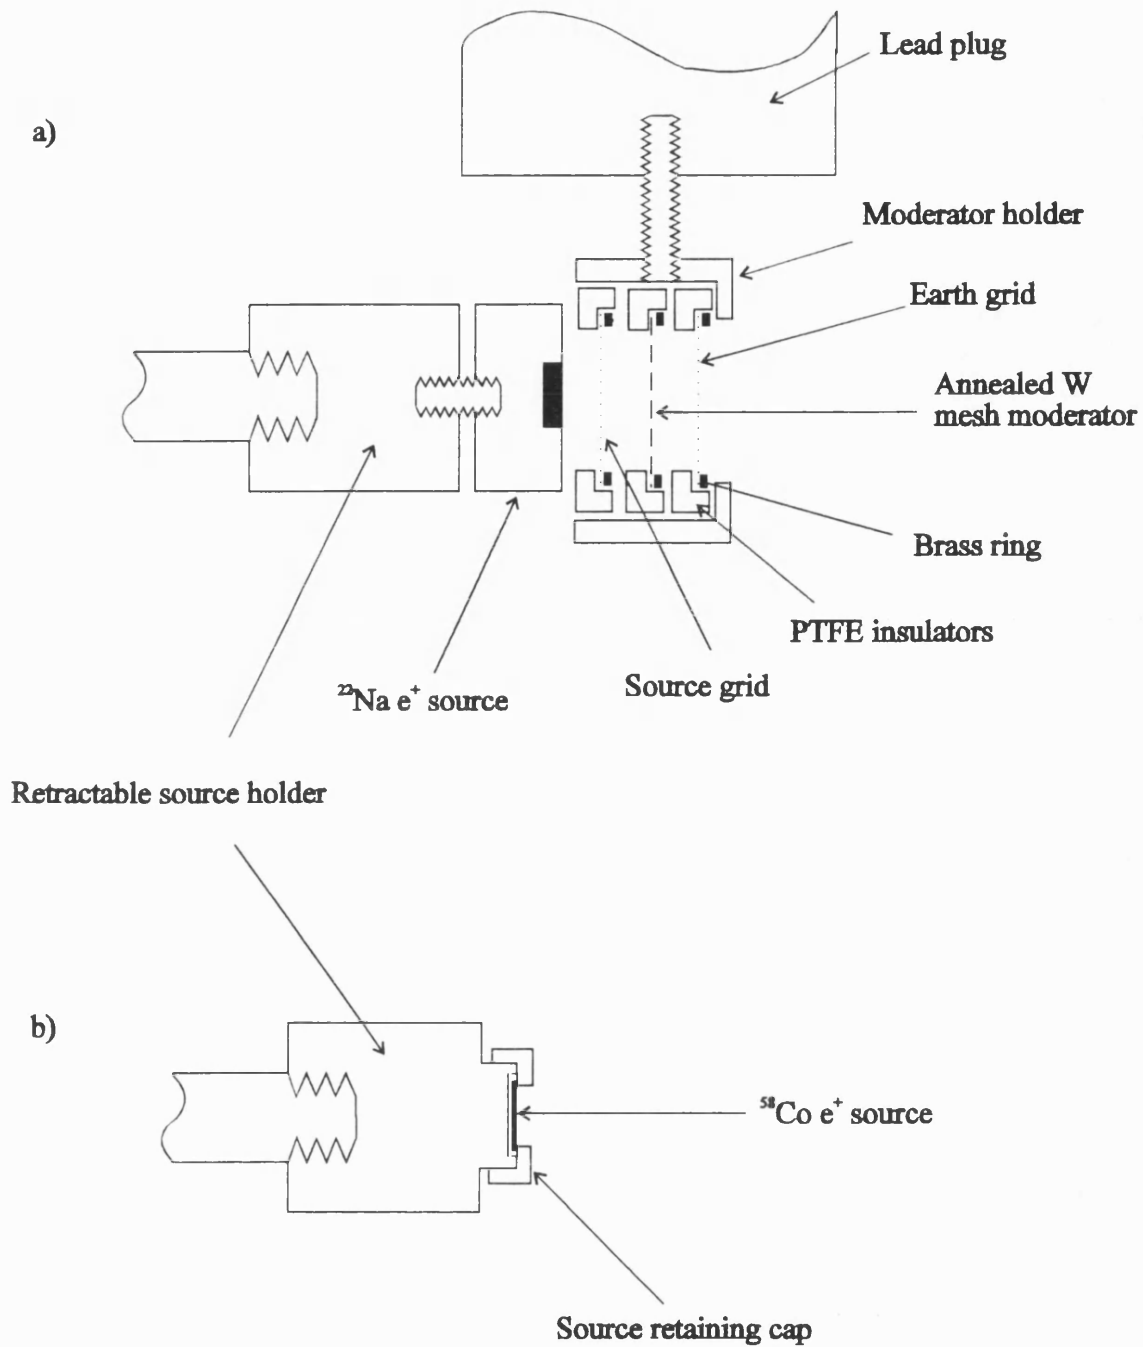 Lead plug
a)
Moderator holder
Earth grid
Annealed W
mesh moderator
Brass ring
PTFE insulators
Source grid
²²Na e⁺ source
Retractable source holder
b)
⁵⁸Co e⁺ source
Source retaining cap